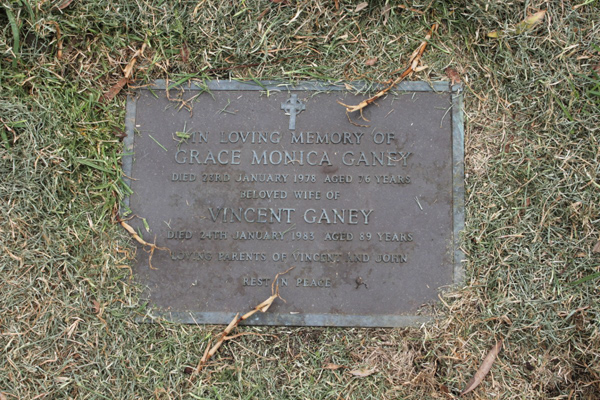 IN LOVING MEMORY OF
GRACE MONICA GANEY
DIED 23RD JANUARY 1978 AGED 76 YEARS
BELOVED WIFE OF
VINCENT GANEY
DIED 24TH JANUARY 1983 AGED 89 YEARS
LOVING PARENTS OF VINCENT AND JOHN
REST IN PEACE